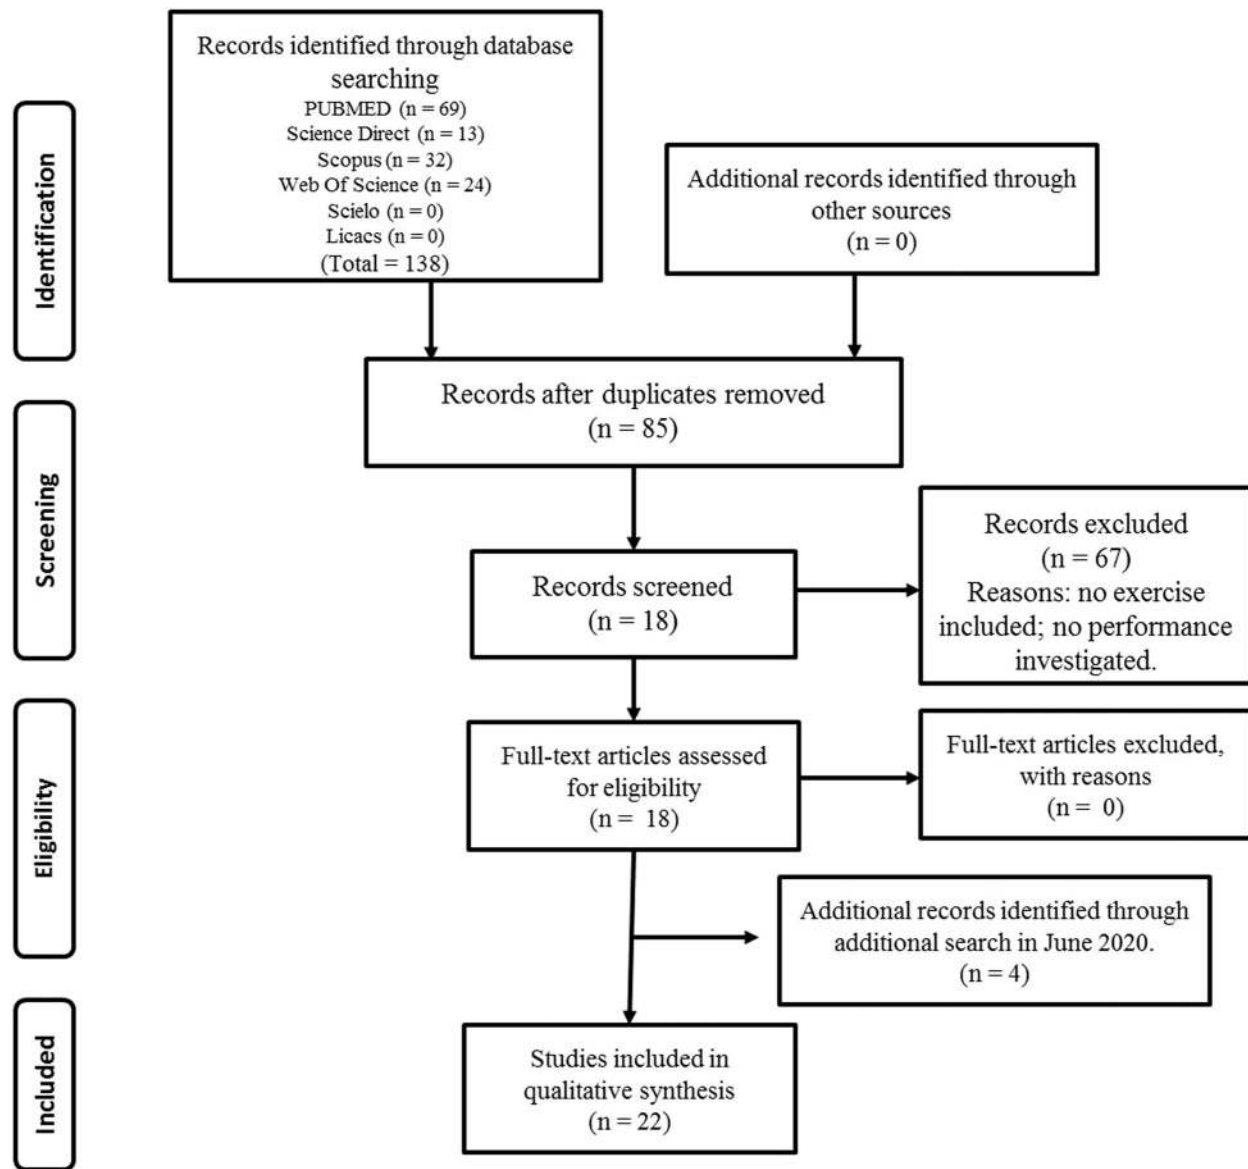 Identification
Records identified through database
searching
PUBMED (n = 69)
Science Direct (n = 13)
Scopus (n = 32)
Web Of Science (n = 24)
Scielo (n = 0)
Licacs (n = 0)
(Total = 138)
Additional records identified through
other sources
(n = 0)
Records after duplicates removed
(n = 85)
Screening
Records screened
(n = 18)
Records excluded
(n = 67)
Reasons: no exercise
included; no performance
investigated.
Eligibility
Full-text articles assessed
for eligibility
(n = 18)
Full-text articles excluded,
with reasons
(n = 0)
Additional records identified through
additional search in June 2020.
(n = 4)
Included
Studies included in
qualitative synthesis
(n = 22)